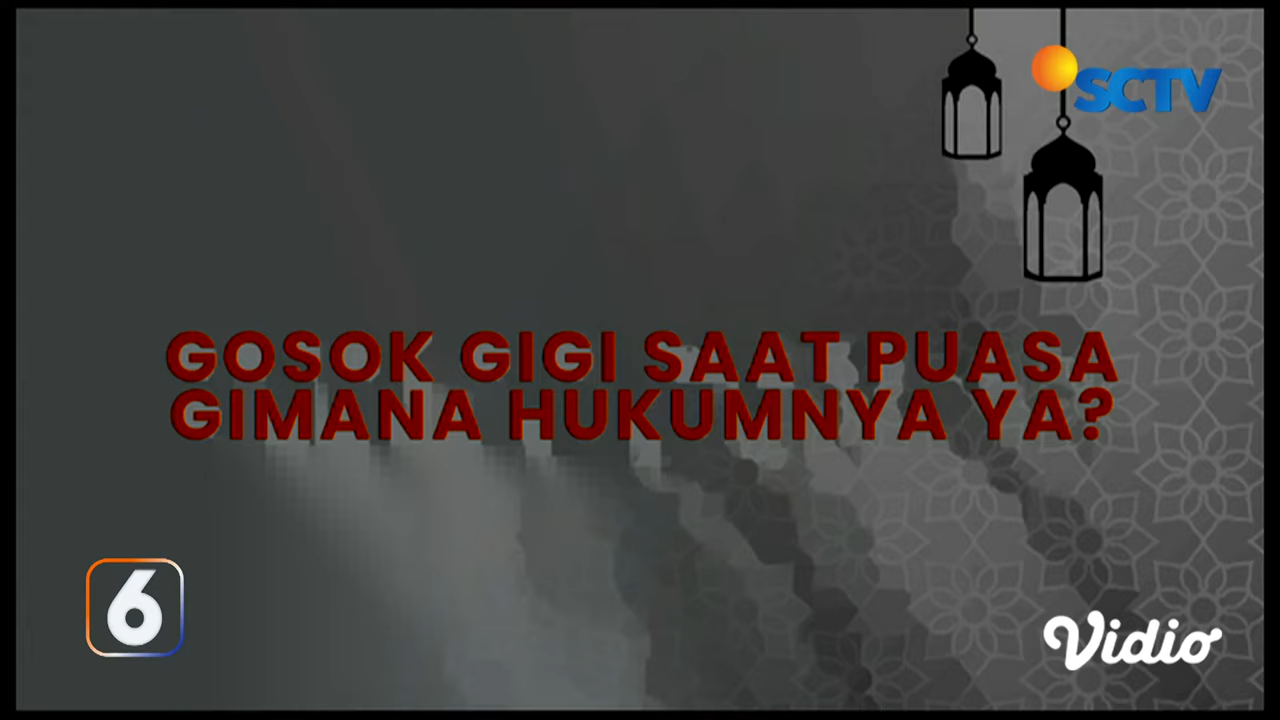 SCTV
GOSOK GIGI SAAT PUASA
GIMANA HUKUMNYA YA?
6
Vidio